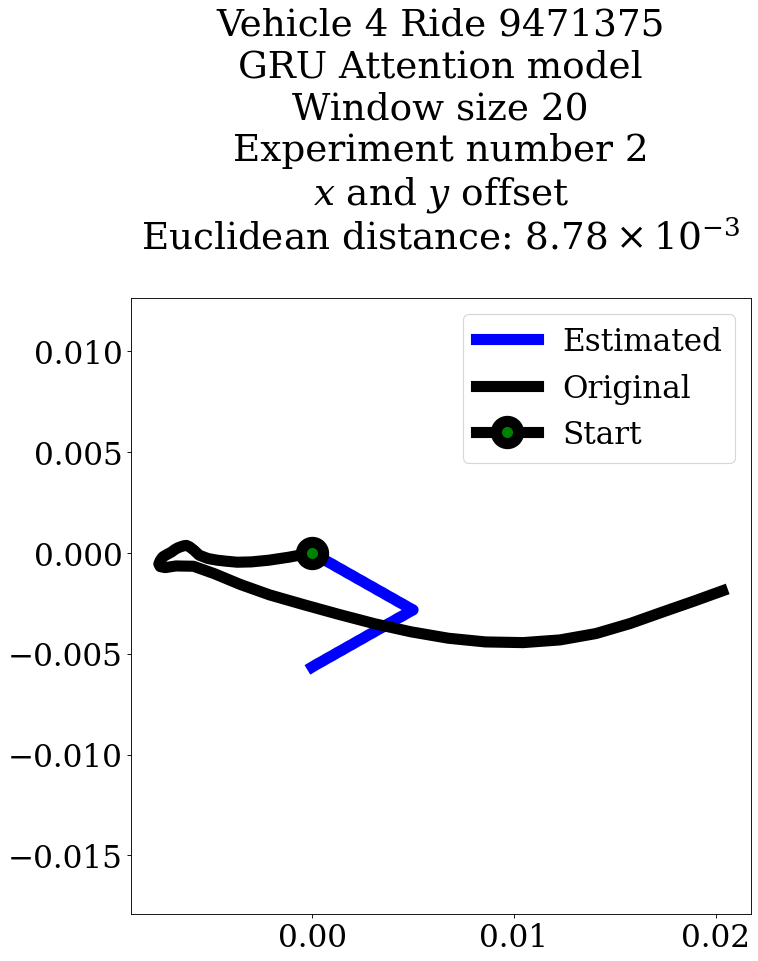 Vehicle 4 Ride 9471375
GRU Attention model
Window size 20
Experiment number 2
x and y offset
Euclidean distance: 8.78 × 10⁻³
Estimated
Original
Start
0.010
0.005
0.000
−0.005
−0.010
−0.015
0.00 0.01 0.02